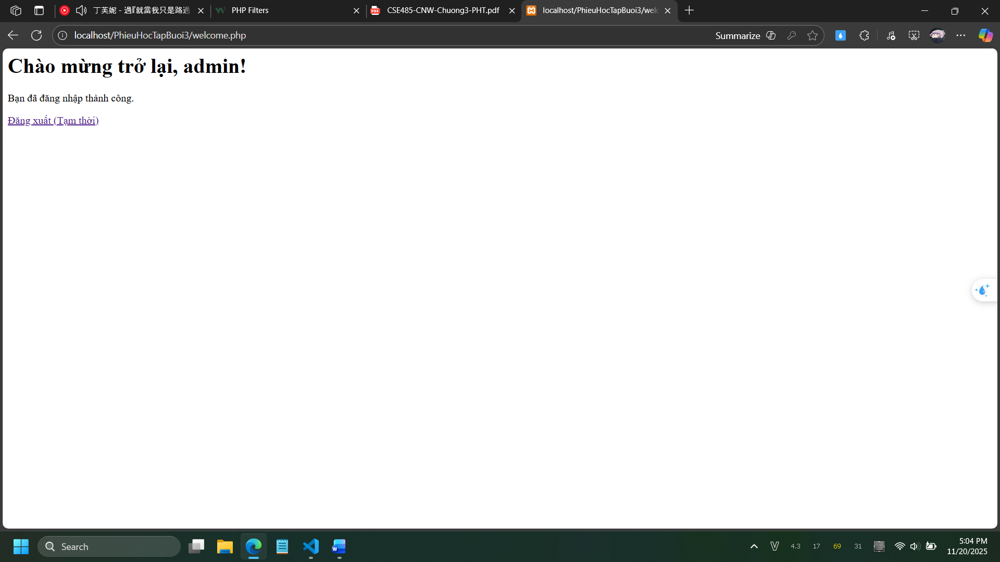 丁芙妮 - 過『就當我只是路過
PHP Filters
CSE485-CNW-Chuong3-PHT.pdf
localhost/PhieuHocTapBuoi3/welc
localhost/PhieuHocTapBuoi3/welcome.php
Summarize
Chào mừng trở lại, admin!
Bạn đã đăng nhập thành công.
Đăng xuất (Tạm thời)
Search
4.3
17
69
31
5:04 PM
11/20/2025